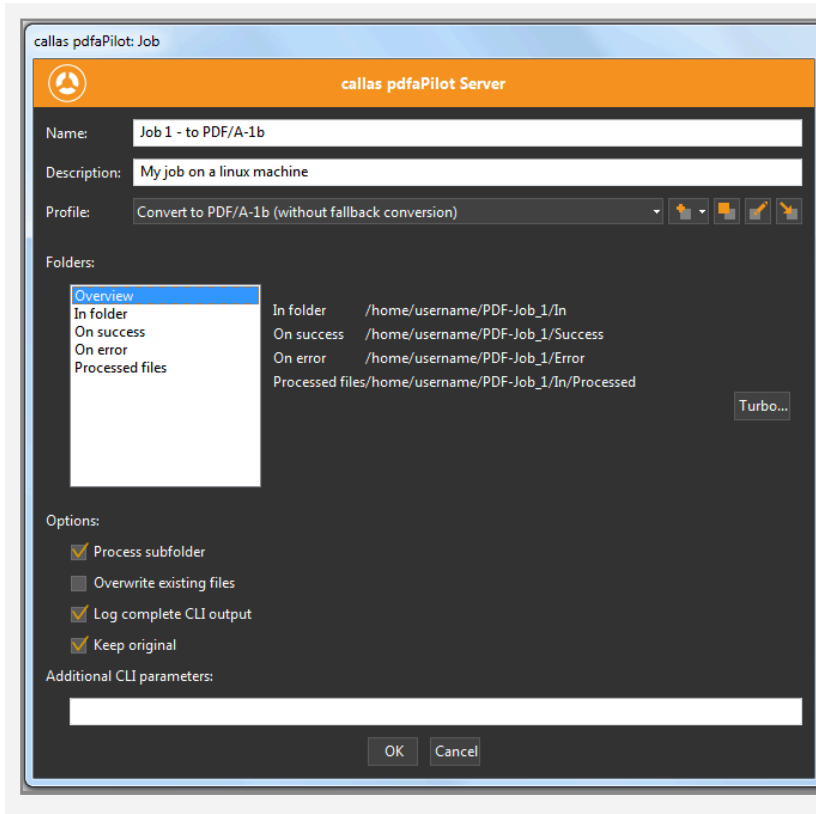 callas pdfaPilot: Job
callas pdfaPilot Server
Name: Job 1 - to PDF/A-1b
Description: My job on a linux machine
Profile: Convert to PDF/A-1b (without fallback conversion)
Folders:
Overview
In folder
On success
On error
Processed files
In folder /home/username/PDF-Job_1/In
On success /home/username/PDF-Job_1/Success
On error /home/username/PDF-Job_1/Error
Processed files/home/username/PDF-Job_1/In/Processed
Turbo...
Options:
Process subfolder
Overwrite existing files
Log complete CLI output
Keep original
Additional CLI parameters:
OK Cancel